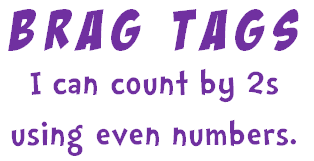 BRAG TAGS
I can count by 2s
using even numbers.